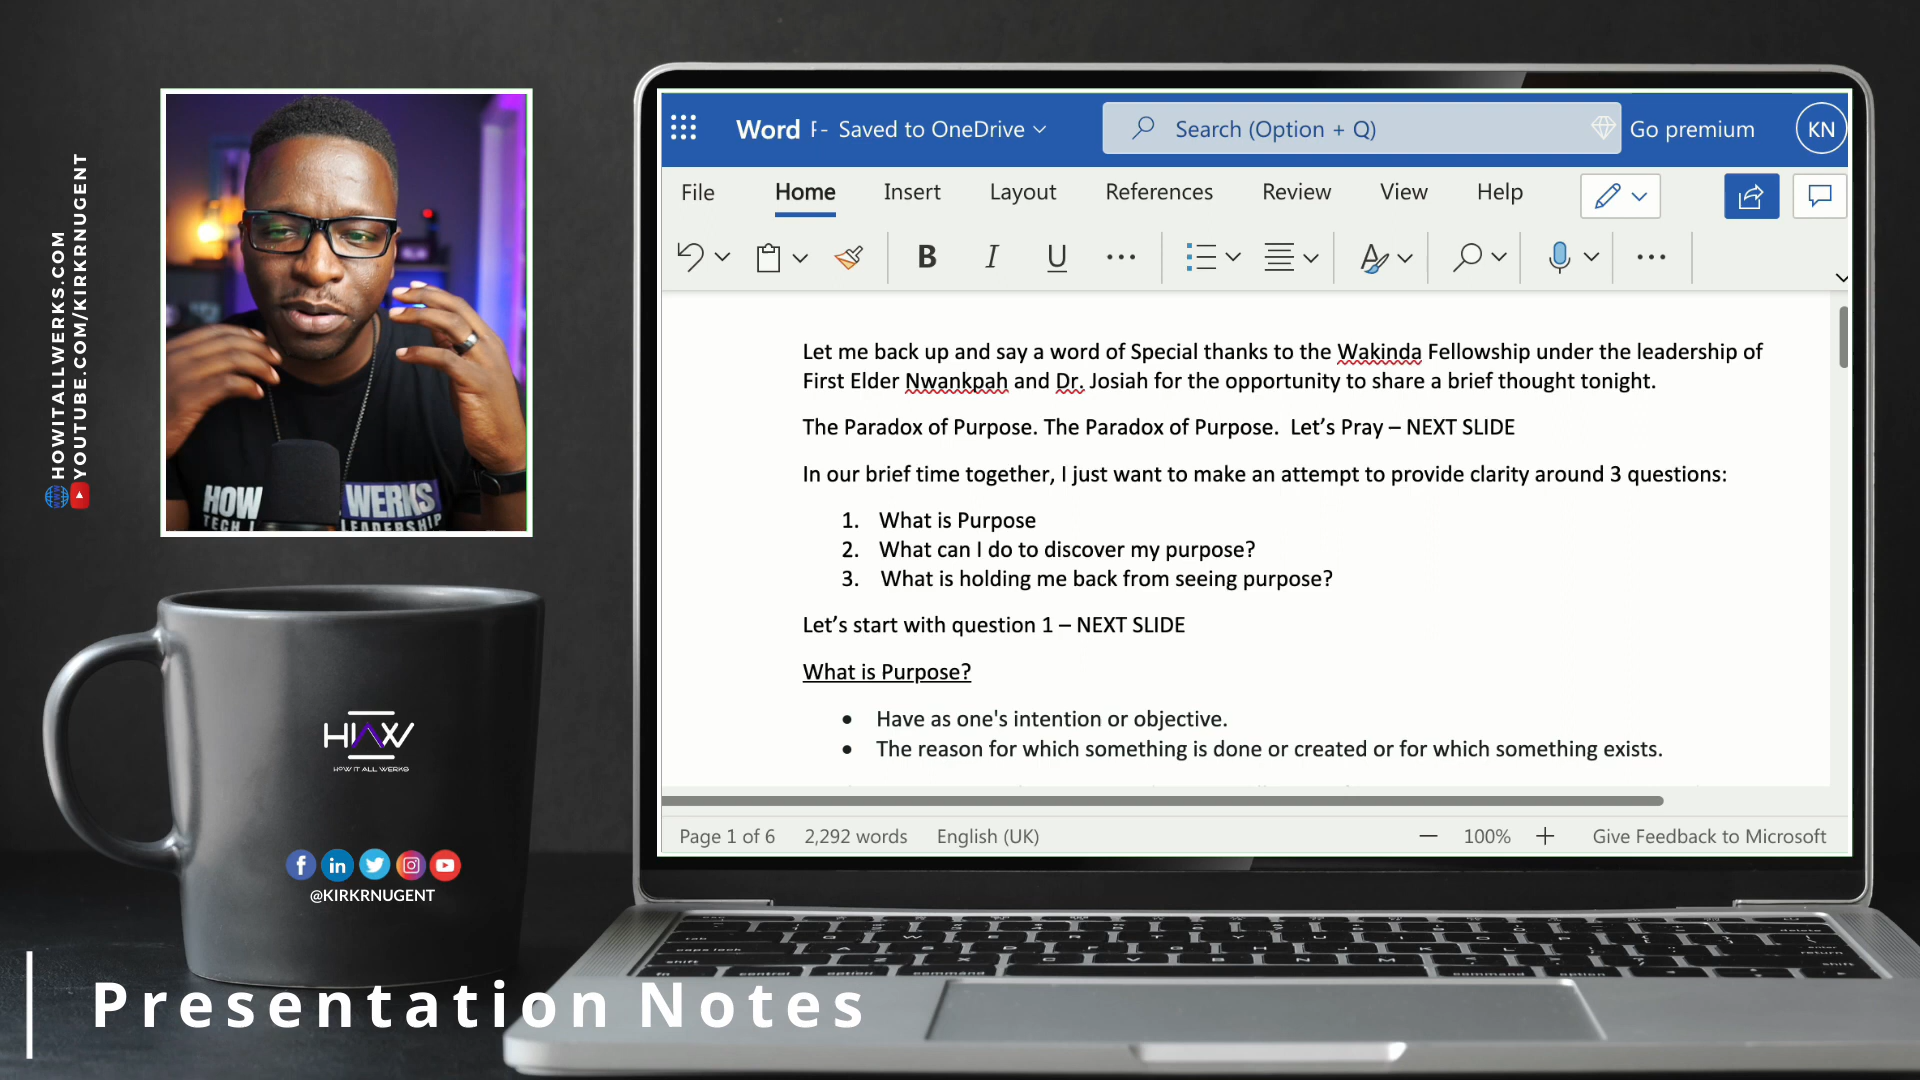 HOWITALLWERKS.COM
YOUTUBE.COM/KIRKRNUGENT
HOW WERKS
TECH LEADERSHIP
HIAW
HOW IT ALL WERKS
@KIRKRNUGENT
Presentation Notes
Word - Saved to OneDrive
Search (Option + Q)
Go premium
KN
File Home Insert Layout References Review View Help
B I U
Let me back up and say a word of Special thanks to the Wakinda Fellowship under the leadership of
First Elder Nwankpah and Dr. Josiah for the opportunity to share a brief thought tonight.
The Paradox of Purpose. The Paradox of Purpose.  Let’s Pray – NEXT SLIDE
In our brief time together, I just want to make an attempt to provide clarity around 3 questions:
1. What is Purpose
2. What can I do to discover my purpose?
3. What is holding me back from seeing purpose?
Let’s start with question 1 – NEXT SLIDE
What is Purpose?
• Have as one's intention or objective.
• The reason for which something is done or created or for which something exists.
Page 1 of 6 2,292 words English (UK) 100% Give Feedback to Microsoft